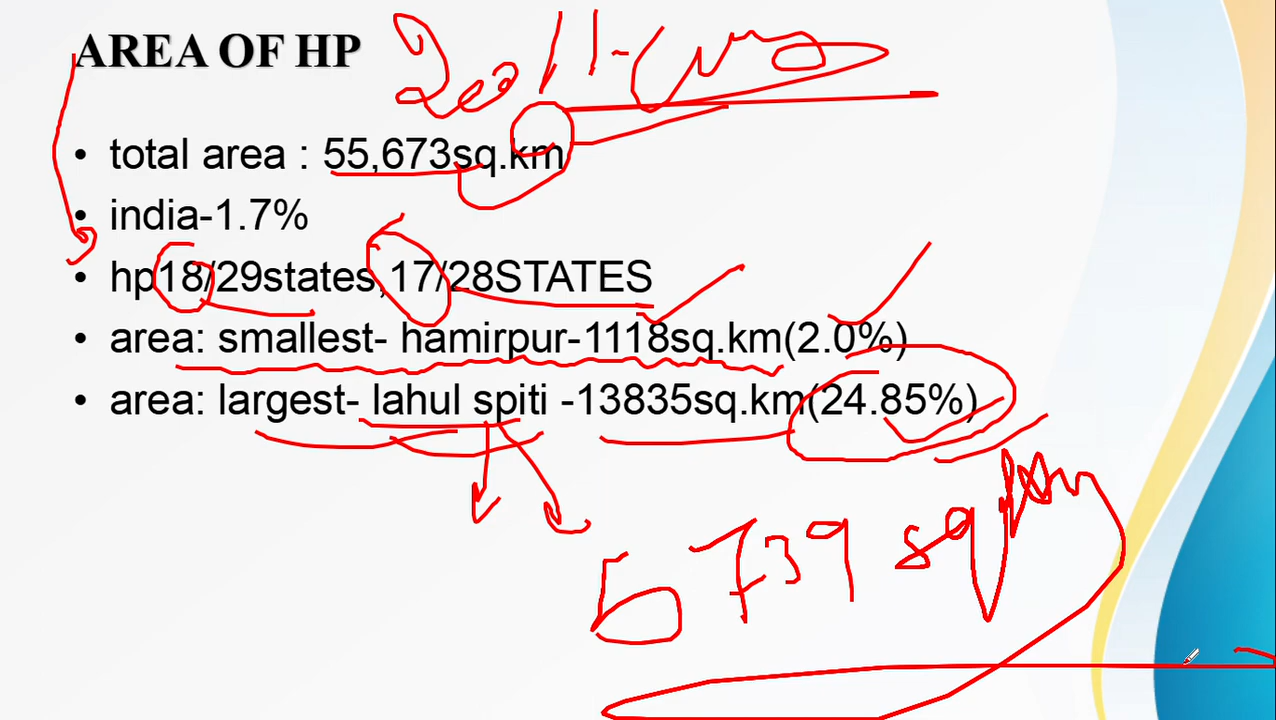 AREA OF HP
2011-
• total area : 55,673sq.km
• india-1.7%
• hp18/29states,17/28STATES
• area: smallest- hamirpur-1118sq.km(2.0%)
• area: largest- lahul spiti -13835sq.km(24.85%)
5739 sqkm